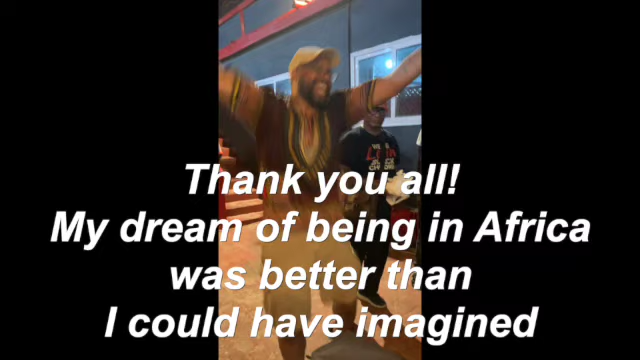 Thank you all!
My dream of being in Africa
was better than
I could have imagined